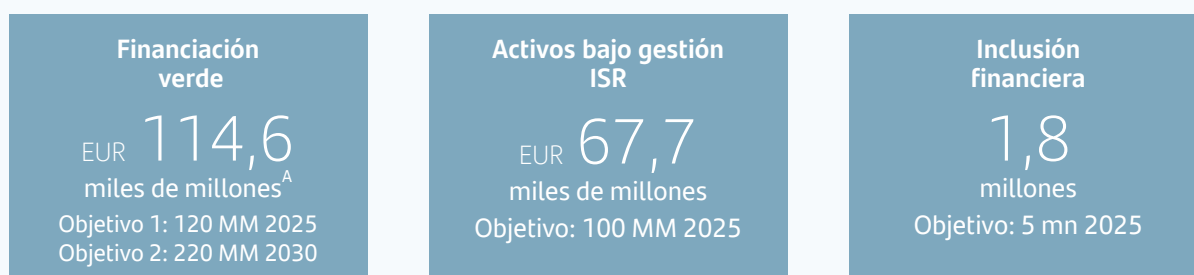 Financiación
verde
EUR 114,6
miles de millonesA
Objetivo 1: 120 MM 2025
Objetivo 2: 220 MM 2030
Activos bajo gestión
ISR
EUR 67,7
miles de millones
Objetivo: 100 MM 2025
Inclusión
financiera
1,8
millones
Objetivo: 5 mn 2025